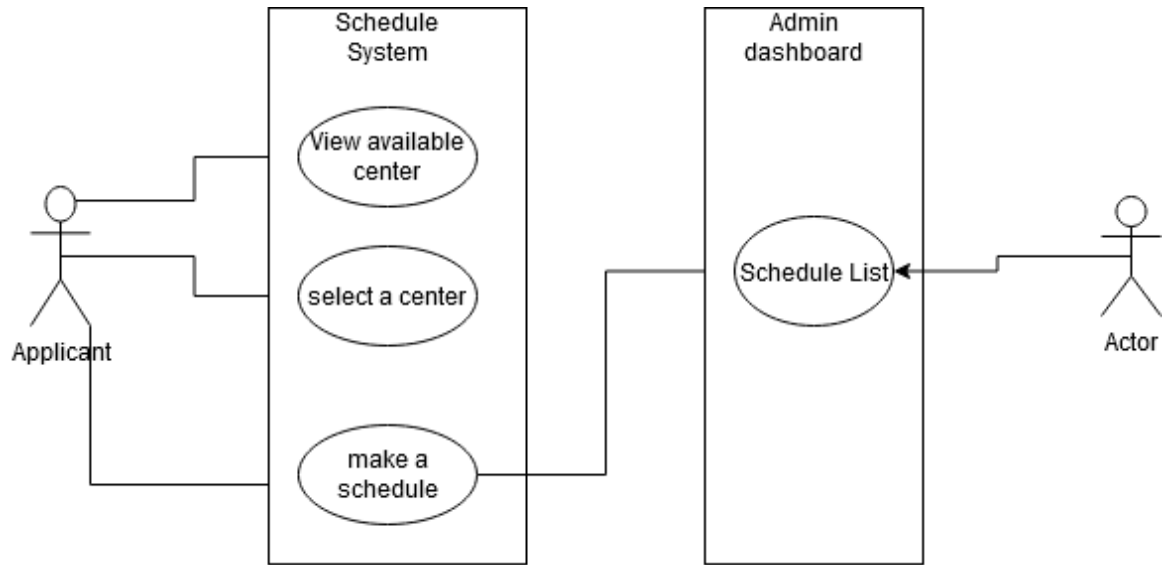 Schedule
System
Admin
dashboard
View available
center
Schedule List
select a center
Applicant
Actor
make a
schedule